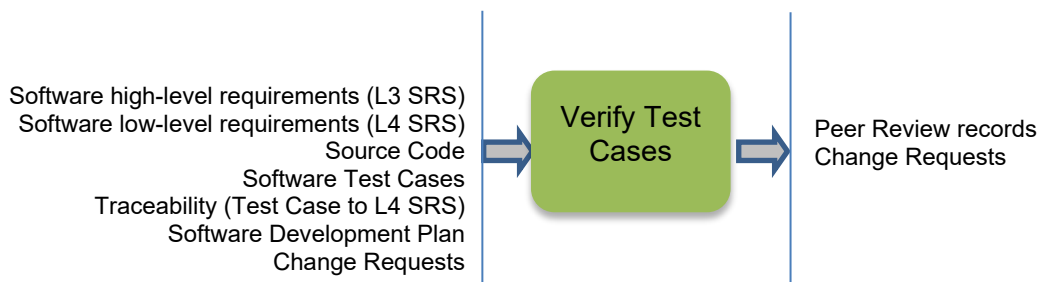 Software high-level requirements (L3 SRS)
Software low-level requirements (L4 SRS)
Source Code
Software Test Cases
Traceability (Test Case to L4 SRS)
Software Development Plan
Change Requests
Verify Test
Cases
Peer Review records
Change Requests